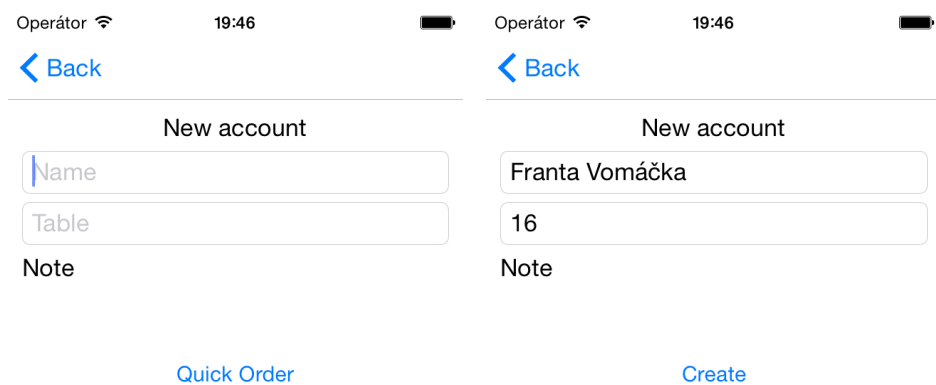 Operátor 19:46
Back
New account
Name
Table
Note
Quick Order
Operátor 19:46
Back
New account
Franta Vomáčka
16
Note
Create